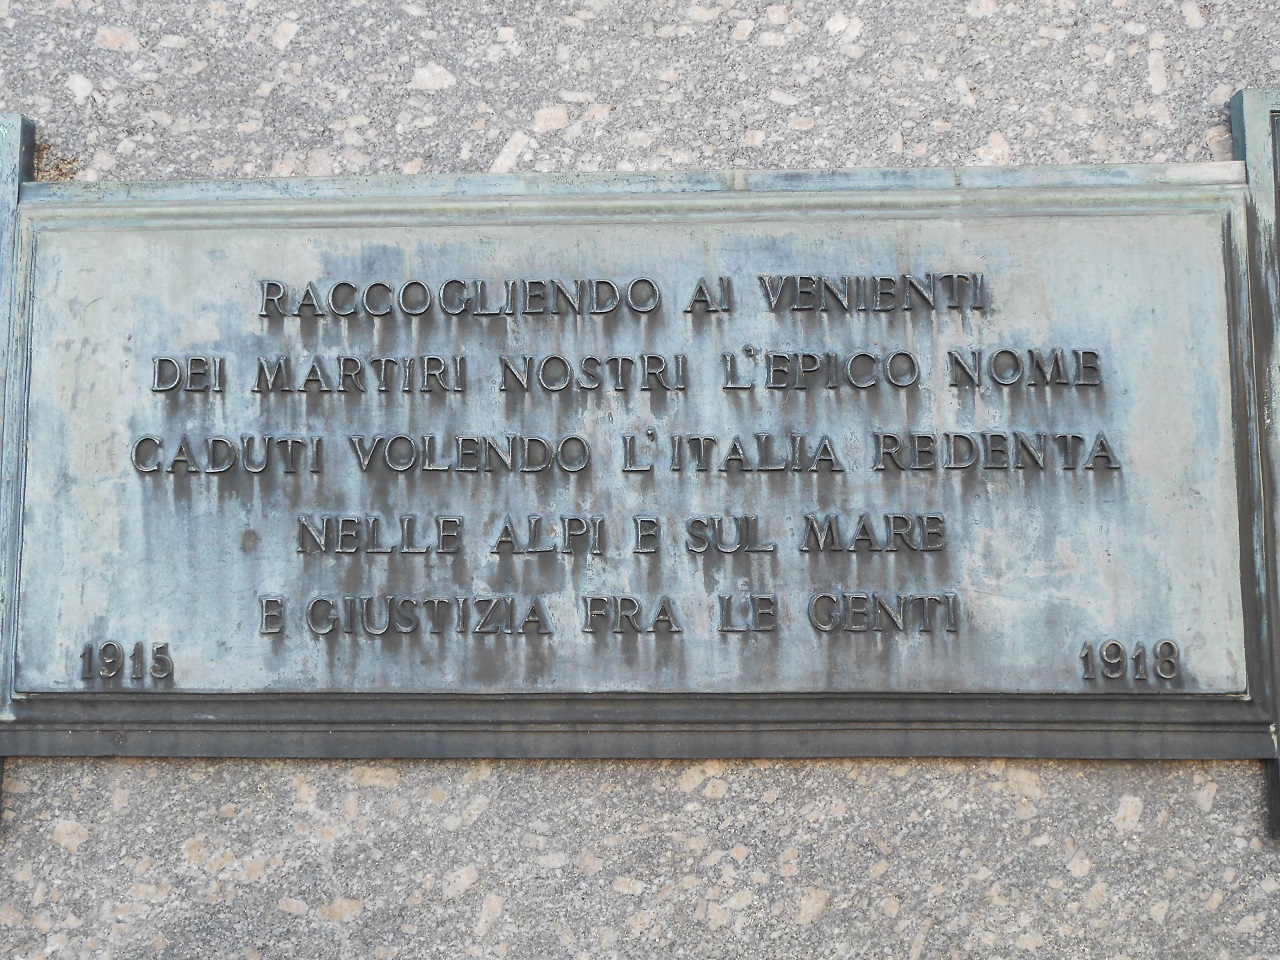 RACCOGLIENDO AI VENIENTI
DEI MARTIRI NOSTRI L'EPICO NOME
CADUTI VOLENDO L'ITALIA REDENTA
NELLE ALPI E SUL MARE
E GIUSTIZIA FRA LE GENTI
1915 1918